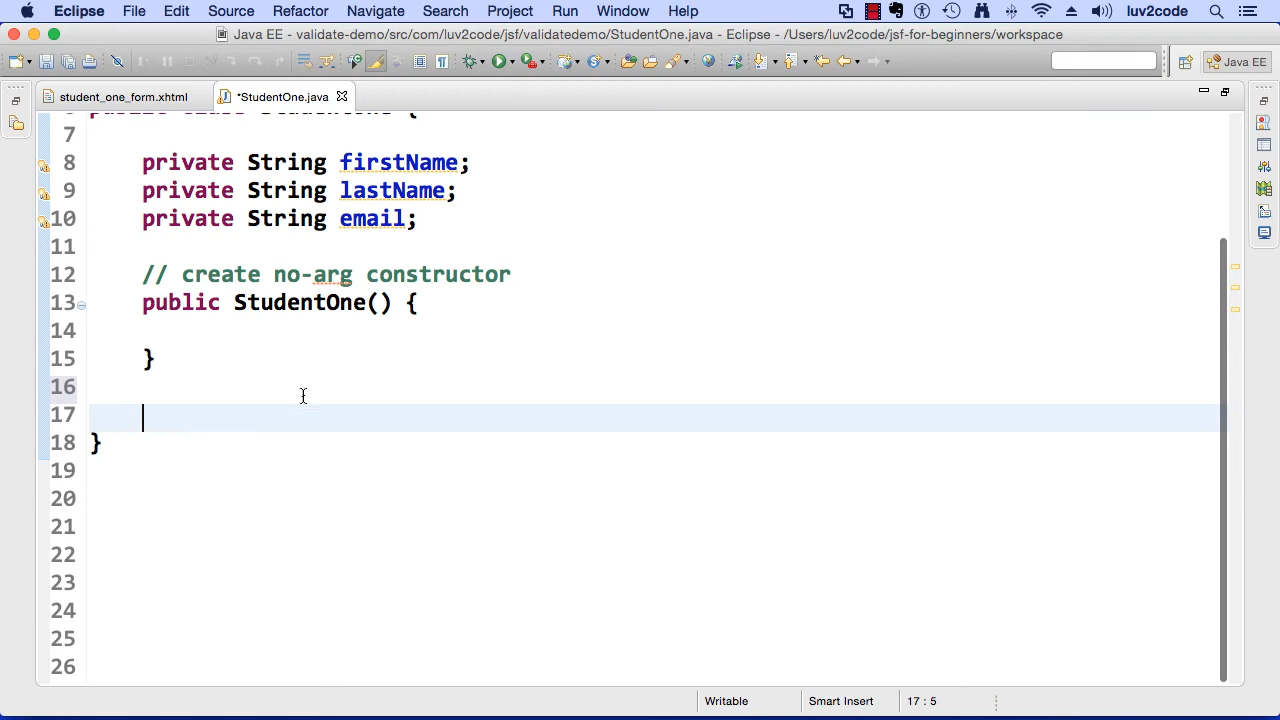 Eclipse File Edit Source Refactor Navigate Search Project Run Window Help luv2code
Java EE - validate-demo/src/com/luv2code/jsf/validatedemo/StudentOne.java - Eclipse - /Users/luv2code/jsf-for-beginners/workspace
Java EE
student_one_form.xhtml *StudentOne.java
6 public class StudentOne {
7
8 private String firstName;
9 private String lastName;
10 private String email;
11
12 // create no-arg constructor
13 public StudentOne() {
14
15 }
16
17
18 }
19
20
21
22
23
24
25
26
Writable Smart Insert 17 : 5